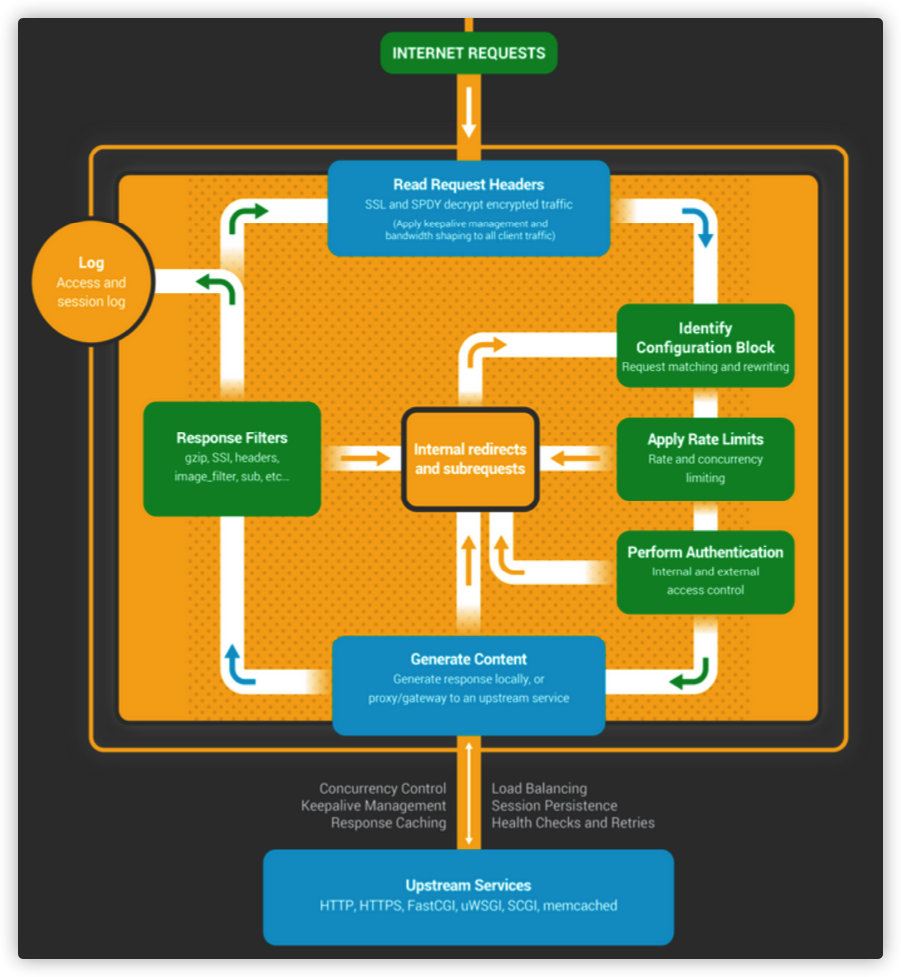 INTERNET REQUESTS
Read Request Headers
SSL and SPDY decrypt encrypted traffic
(Apply keepalive management and
bandwidth shaping to all client traffic)
Log
Access and
session log
Identify
Configuration Block
Request matching and rewriting
Response Filters
gzip, SSI, headers,
image_filter, sub, etc...
Internal redirects
and subrequests
Apply Rate Limits
Rate and concurrency
limiting
Perform Authentication
Internal and external
access control
Generate Content
Generate response locally, or
proxy/gateway to an upstream service
Concurrency Control
Keepalive Management
Response Caching
Load Balancing
Session Persistence
Health Checks and Retries
Upstream Services
HTTP, HTTPS, FastCGI, uWSGI, SCGI, memcached